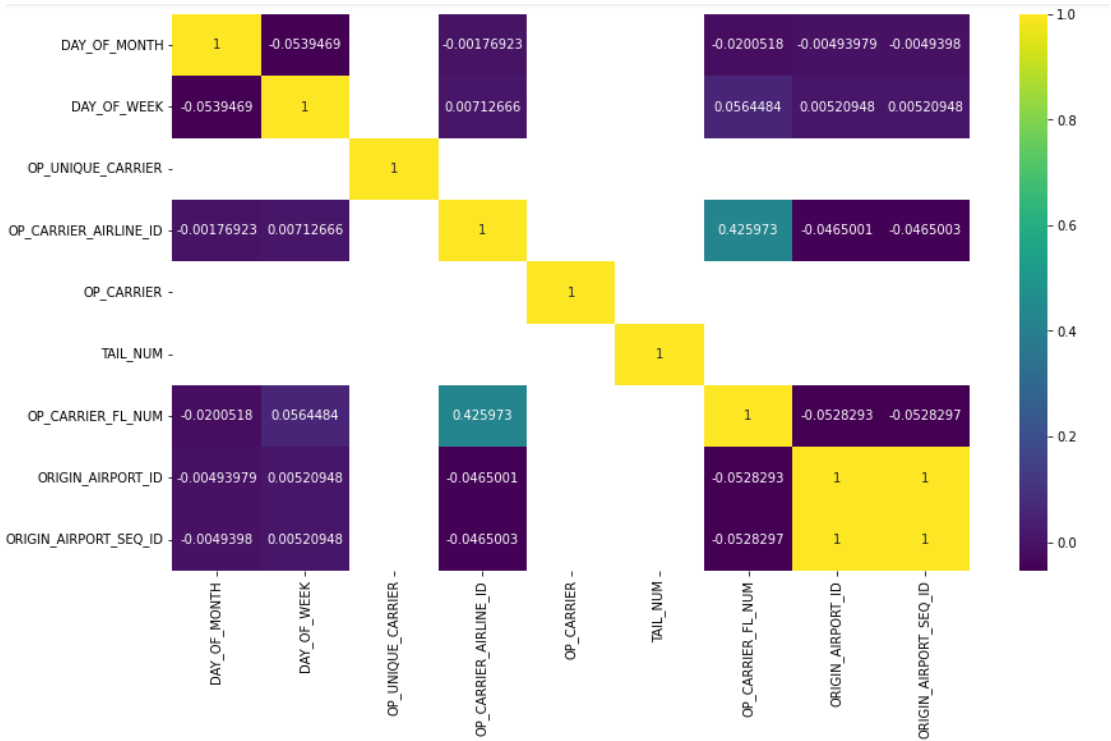 DAY_OF_MONTH 1 -0.0539469 -0.00176923 -0.0200518 -0.00493979 -0.0049398 1.0
DAY_OF_WEEK -0.0539469 1 0.00712666 0.0564484 0.00520948 0.00520948 0.8
OP_UNIQUE_CARRIER 1
OP_CARRIER_AIRLINE_ID -0.00176923 0.00712666 1 0.425973 -0.0465001 -0.0465003 0.6
OP_CARRIER 1
TAIL_NUM 1 0.4
OP_CARRIER_FL_NUM -0.0200518 0.0564484 0.425973 1 -0.0528293 -0.0528297 0.2
ORIGIN_AIRPORT_ID -0.00493979 0.00520948 -0.0465001 -0.0528293 1 1
ORIGIN_AIRPORT_SEQ_ID -0.0049398 0.00520948 -0.0465003 -0.0528297 1 1 0.0
DAY_OF_MONTH
DAY_OF_WEEK
OP_UNIQUE_CARRIER
OP_CARRIER_AIRLINE_ID
OP_CARRIER
TAIL_NUM
OP_CARRIER_FL_NUM
ORIGIN_AIRPORT_ID
ORIGIN_AIRPORT_SEQ_ID